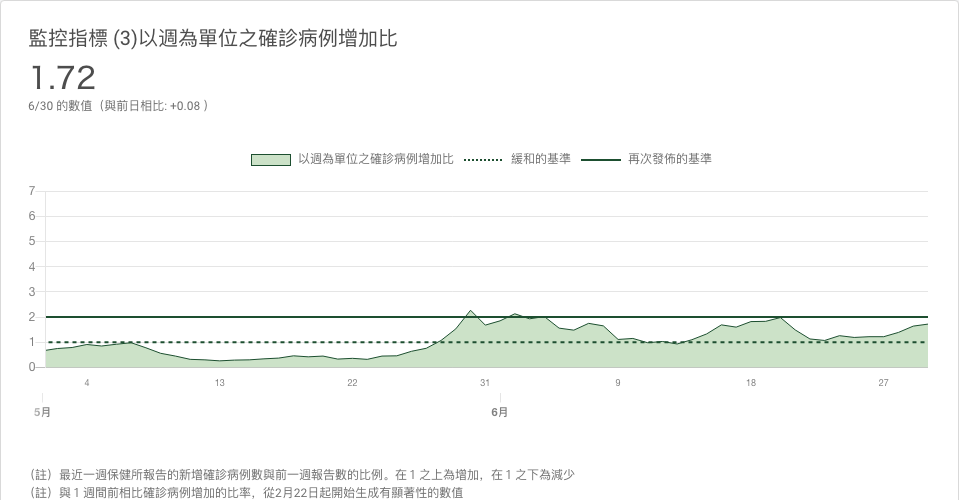 監控指標 (3)以週為單位之確診病例增加比
1.72
6/30 的數值（與前日相比: +0.08 ）
以週為單位之確診病例增加比 緩和的基準 再次發佈的基準
7
6
5
4
3
2
1
0
4 13 22 31 9 18 27
5月 6月
（註）最近一週保健所報告的新增確診病例數與前一週報告數的比例。在１之上為增加，在１之下為減少
（註）與１週間前相比確診病例增加的比率，從2月22日起開始生成有顯著性的數值